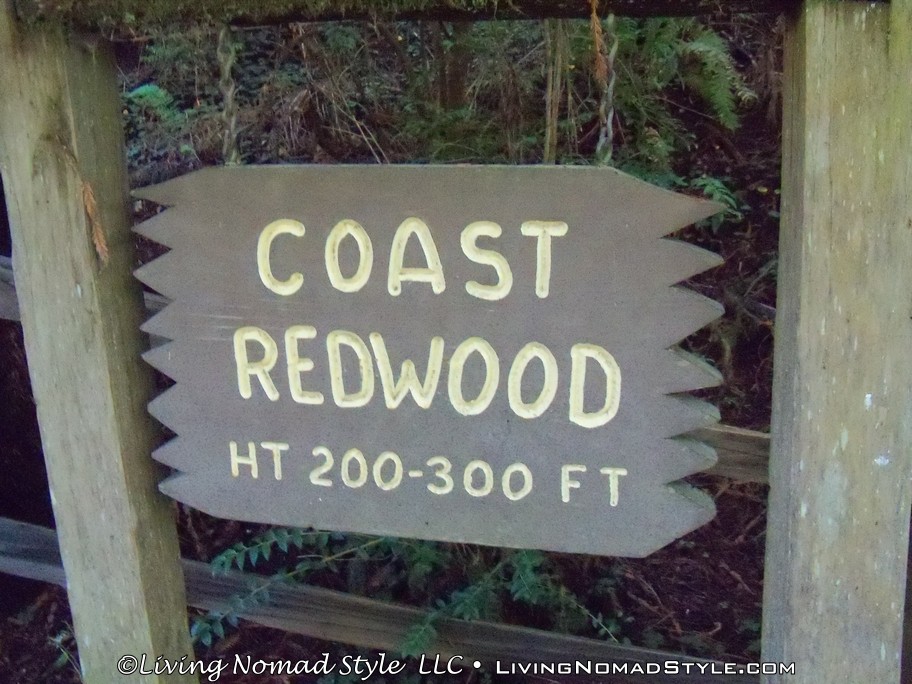 COAST
REDWOOD
HT 200-300 FT
©Living Nomad Style LLC • LivingNomadStyle.com